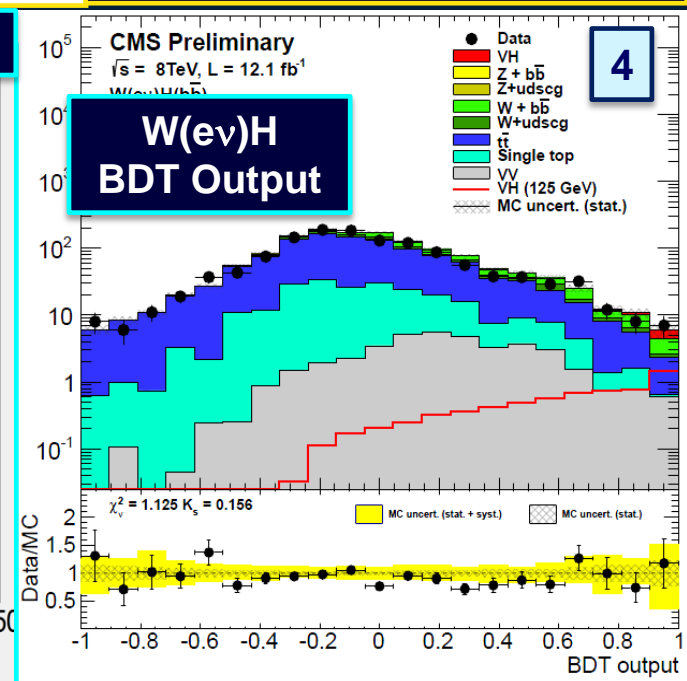 CMS Preliminary
√s = 8TeV, L = 12.1 fb⁻¹
W(eν)H(bb̄)
W(eν)H
BDT Output
4
Data
VH
Z + bb̄
Z+udscg
W + bb̄
W+udscg
tt̄
Single top
VV
VH (125 GeV)
MC uncert. (stat.)
10⁵
10⁴
10³
10²
10
1
10⁻¹
χ²ᵥ = 1.125 Kₛ = 0.156
MC uncert. (stat. + syst.)
MC uncert. (stat.)
Data/MC
2
1.5
1
0.5
-1 -0.8 -0.6 -0.4 -0.2 0 0.2 0.4 0.6 0.8 1
BDT output